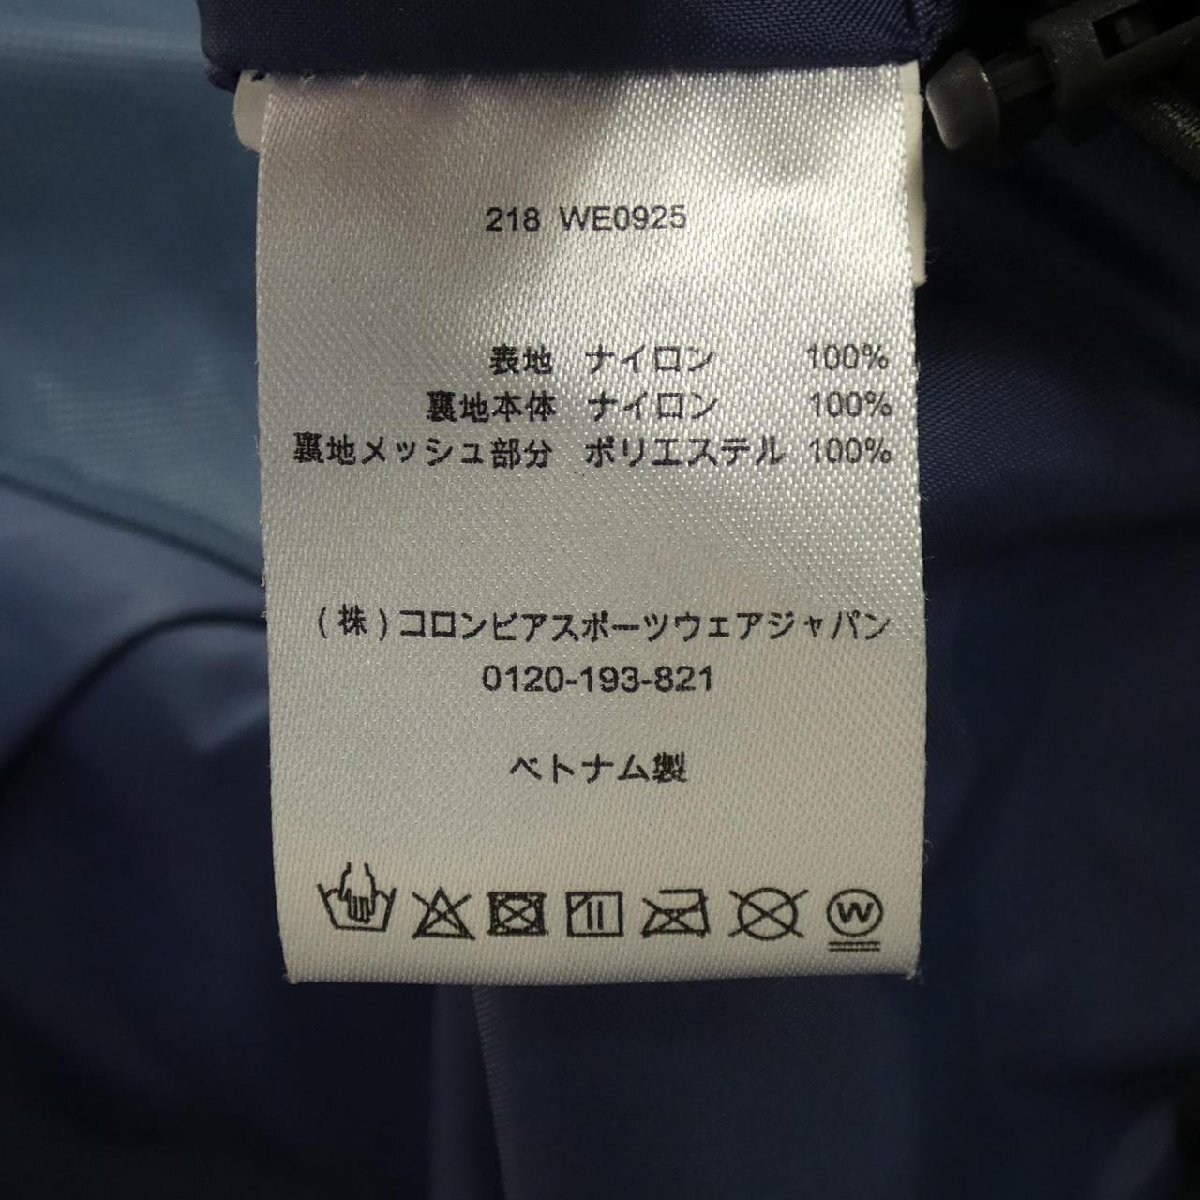 218 WE0925
表地 ナイロン 100%
裏地本体 ナイロン 100%
裏地メッシュ部分 ポリエステル 100%
(株)コロンビアスポーツウェアジャパン
0120-193-821
ベトナム製
W